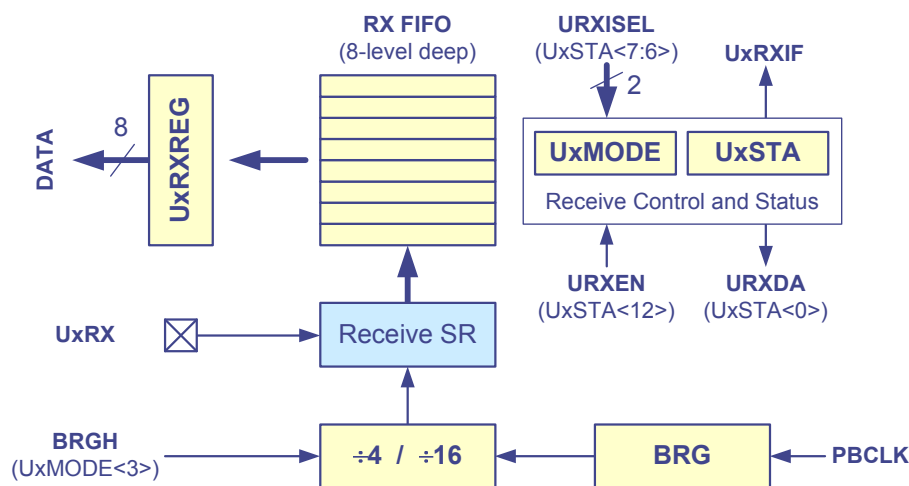 RX FIFO
(8-level deep)
URXISEL
(UxSTA<7:6>)
2
UxRXIF
DATA
8
UxRXREG
UxMODE
UxSTA
Receive Control and Status
URXEN
(UxSTA<12>)
URXDA
(UxSTA<0>)
UxRX
Receive SR
BRGH
(UxMODE<3>)
÷4 / ÷16
BRG
PBCLK